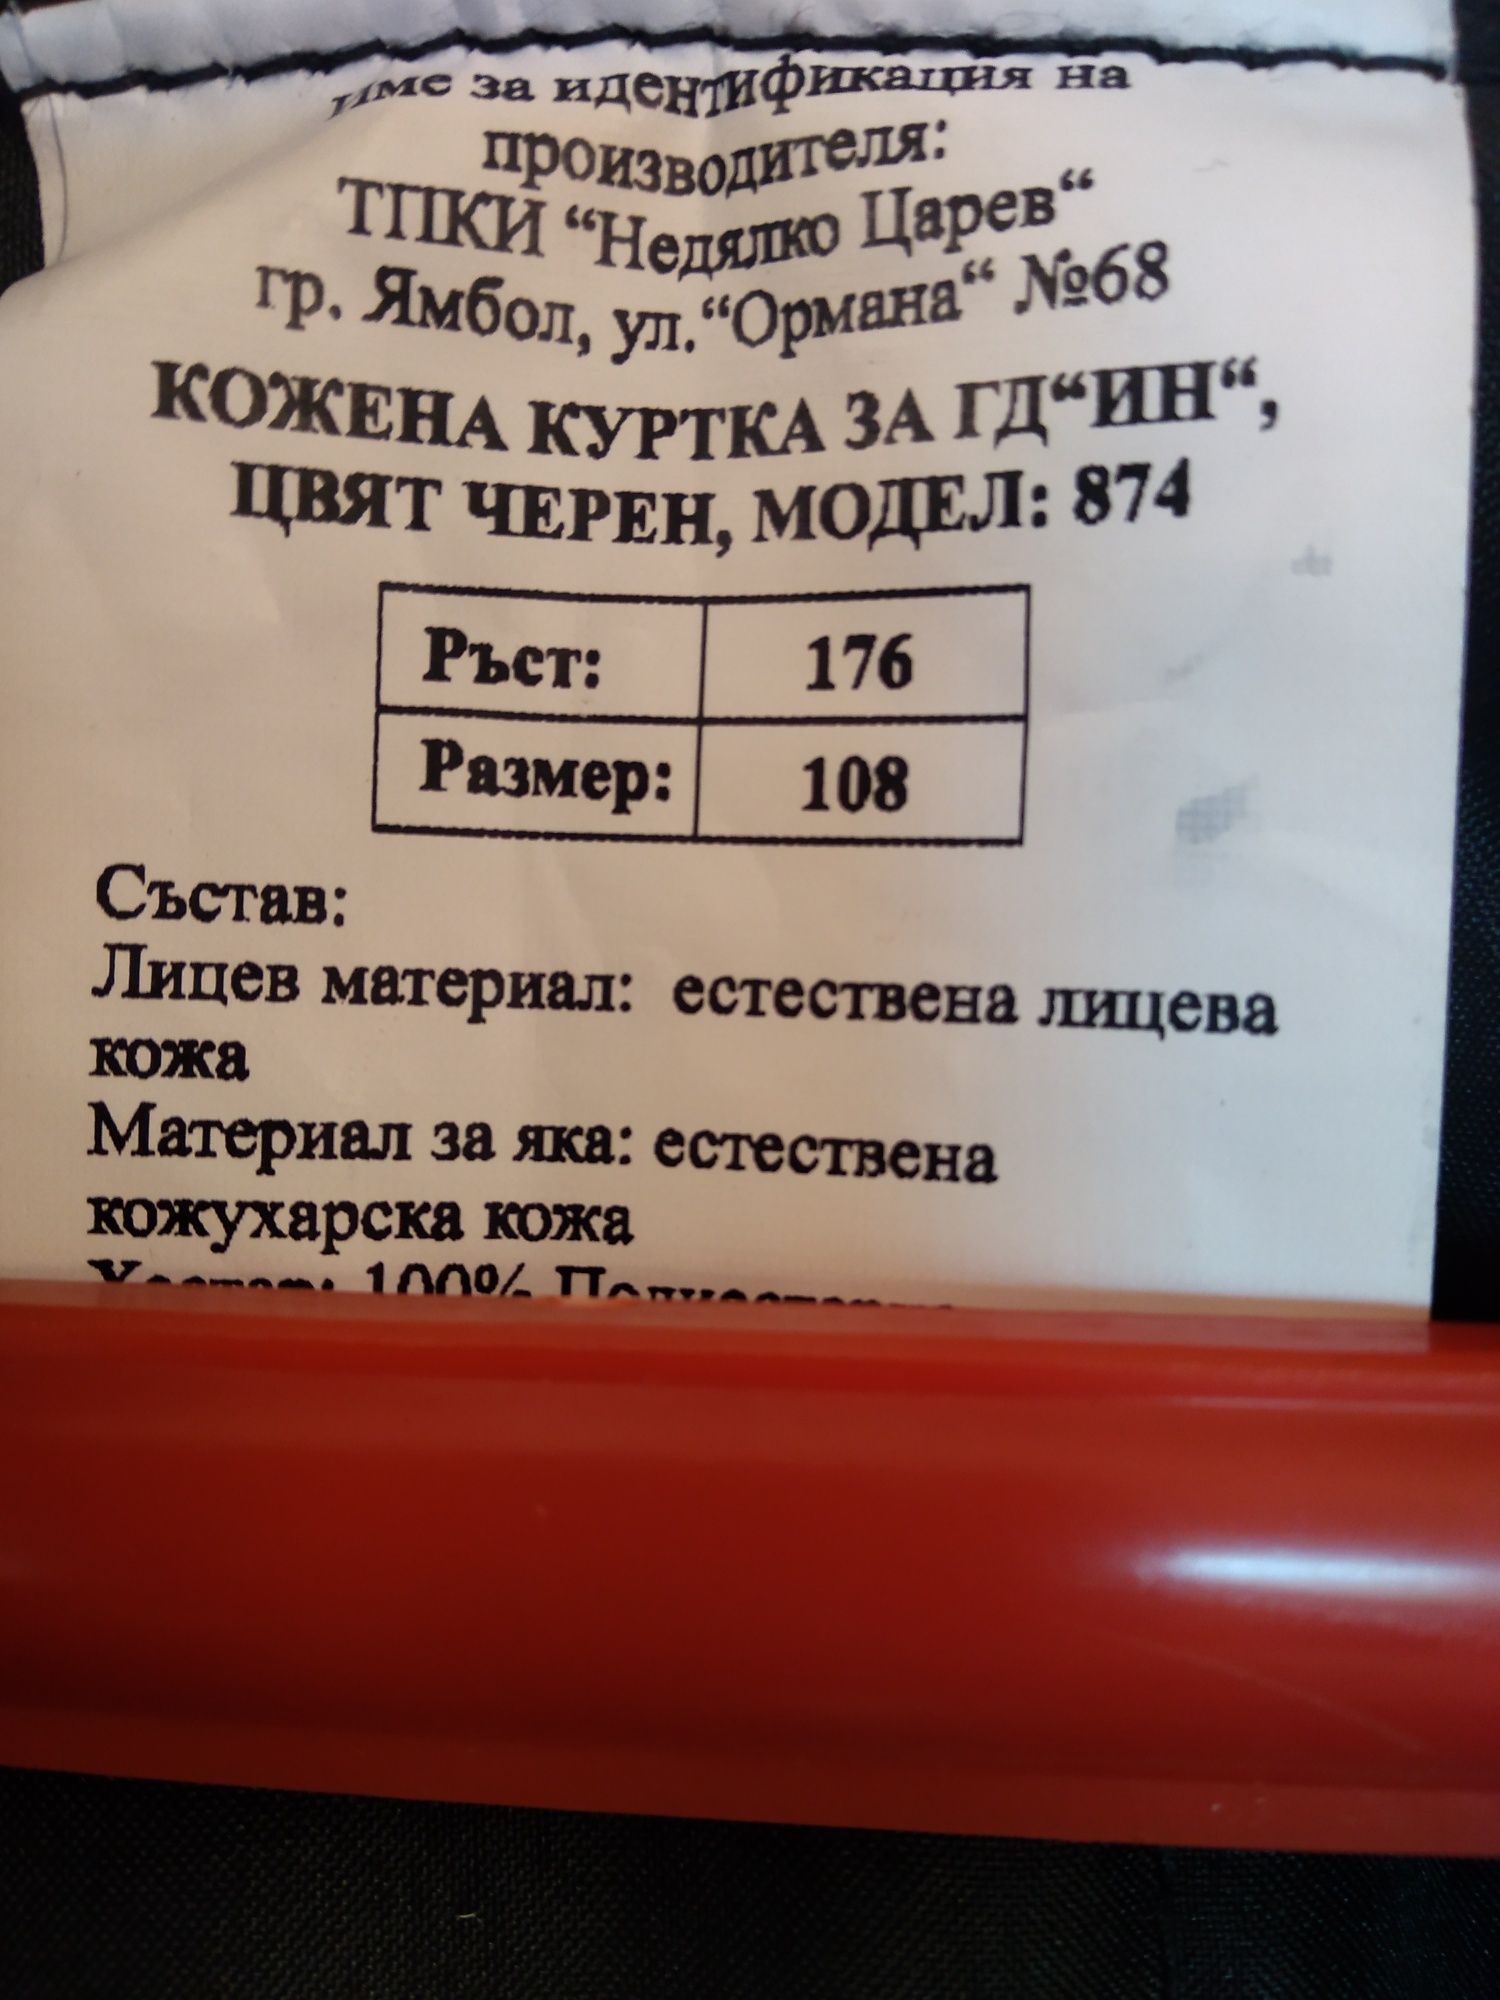 име за идентификация на
производителя:
ТПКИ “Недялко Царев“
гр. Ямбол, ул.“Ормана“ №68
КОЖЕНА КУРТКА ЗА ГД“ИН“,
ЦВЯТ ЧЕРЕН, МОДЕЛ: 874
Ръст: 176
Размер: 108
Състав:
Лицев материал: естествена лицева
кожа
Материал за яка: естествена
кожухарска кожа
100%